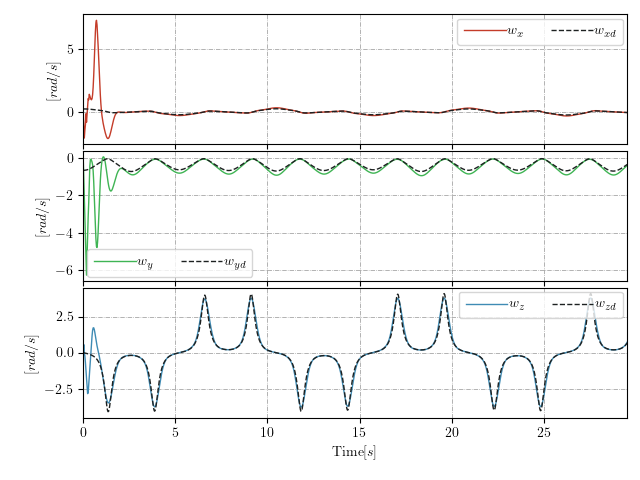 5
0
[rad/s]
w_x w_xd
0
−2
−4
−6
[rad/s]
w_y w_yd
2.5
0.0
−2.5
[rad/s]
w_z w_zd
0 5 10 15 20 25
Time[s]